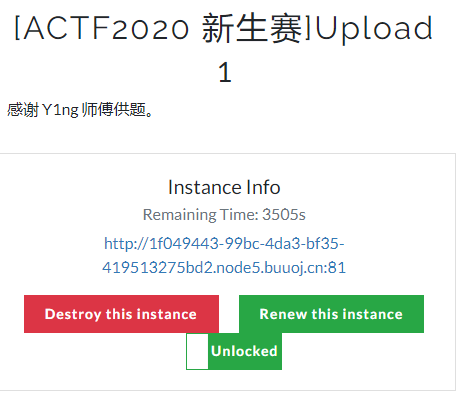 [ACTF2020 新生赛]Upload
1
感谢 Y1ng 师傅供题。
Instance Info
Remaining Time: 3505s
http://1f049443-99bc-4da3-bf35-
419513275bd2.node5.buuoj.cn:81
Destroy this instance
Renew this instance
Unlocked